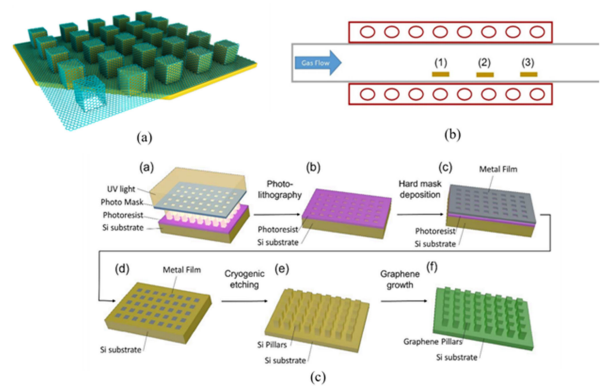 (a)
Gas Flow
(1)
(2)
(3)
(b)
(a)
UV light
Photo Mask
Photoresist
Si substrate
Photo-
lithography
(b)
Photoresist
Si substrate
Hard mask
deposition
(c)
Metal Film
Photoresist
Si substrate
(d)
Metal Film
Si substrate
Cryogenic
etching
(e)
Si Pillars
Si substrate
Graphene
growth
(f)
Graphene Pillars
Si substrate
(c)